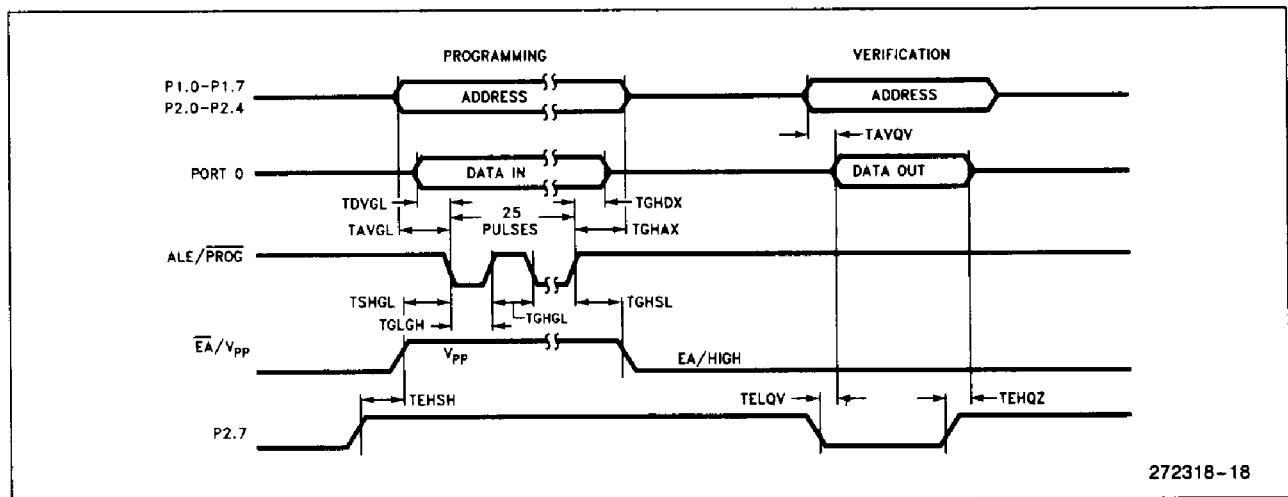 PROGRAMMING VERIFICATION
P1.0–P1.7
P2.0–P2.4
ADDRESS ADDRESS
TAVQV
PORT 0 DATA IN DATA OUT
TDVGL 25 PULSES TGHDX
TAVGL TGHAX
ALE/PROG
TSHGL TGHSL
TGLGH TGHGL
EA/VPP VPP EA/HIGH
TEHSH TELQV TEHQZ
P2.7
272318–18